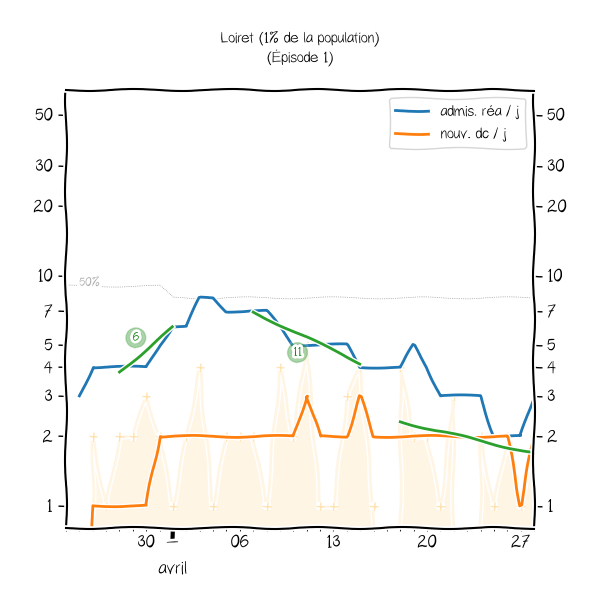 Loiret (1% de la population)
(Épisode 1)
admis. réa / j
nouv. dc / j
50 50
30 30
20 20
10 10
50%
7 7
6
5 5
11
4 4
3 3
2 2
1 1
30 1 06 13 20 27
avril